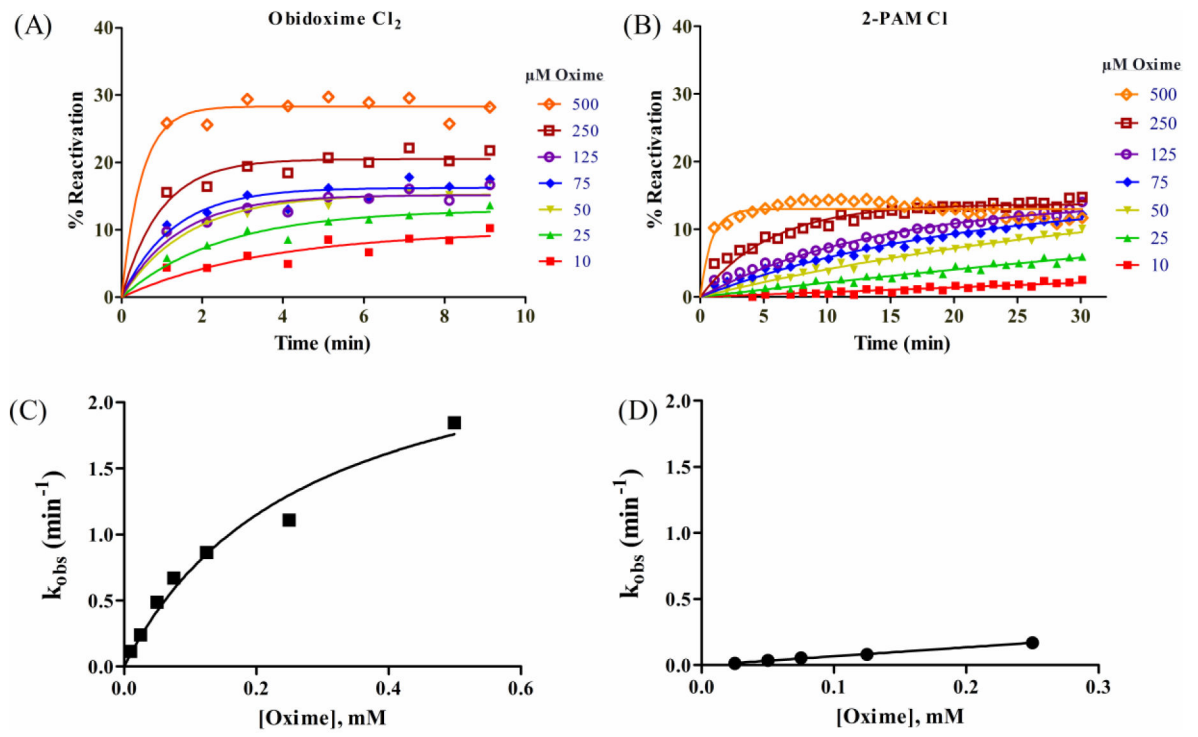 (A)
Obidoxime Cl2
% Reactivation
40
30
20
10
0
0 2 4 6 8 10
Time (min)
µM Oxime
500
250
125
75
50
25
10
(B)
2-PAM Cl
% Reactivation
40
30
20
10
0
0 5 10 15 20 25 30
Time (min)
µM Oxime
500
250
125
75
50
25
10
(C)
kobs (min-1)
2.0
1.5
1.0
0.5
0.0
0.0 0.2 0.4 0.6
[Oxime], mM
(D)
kobs (min-1)
2.0
1.5
1.0
0.5
0.0
0.0 0.1 0.2 0.3
[Oxime], mM